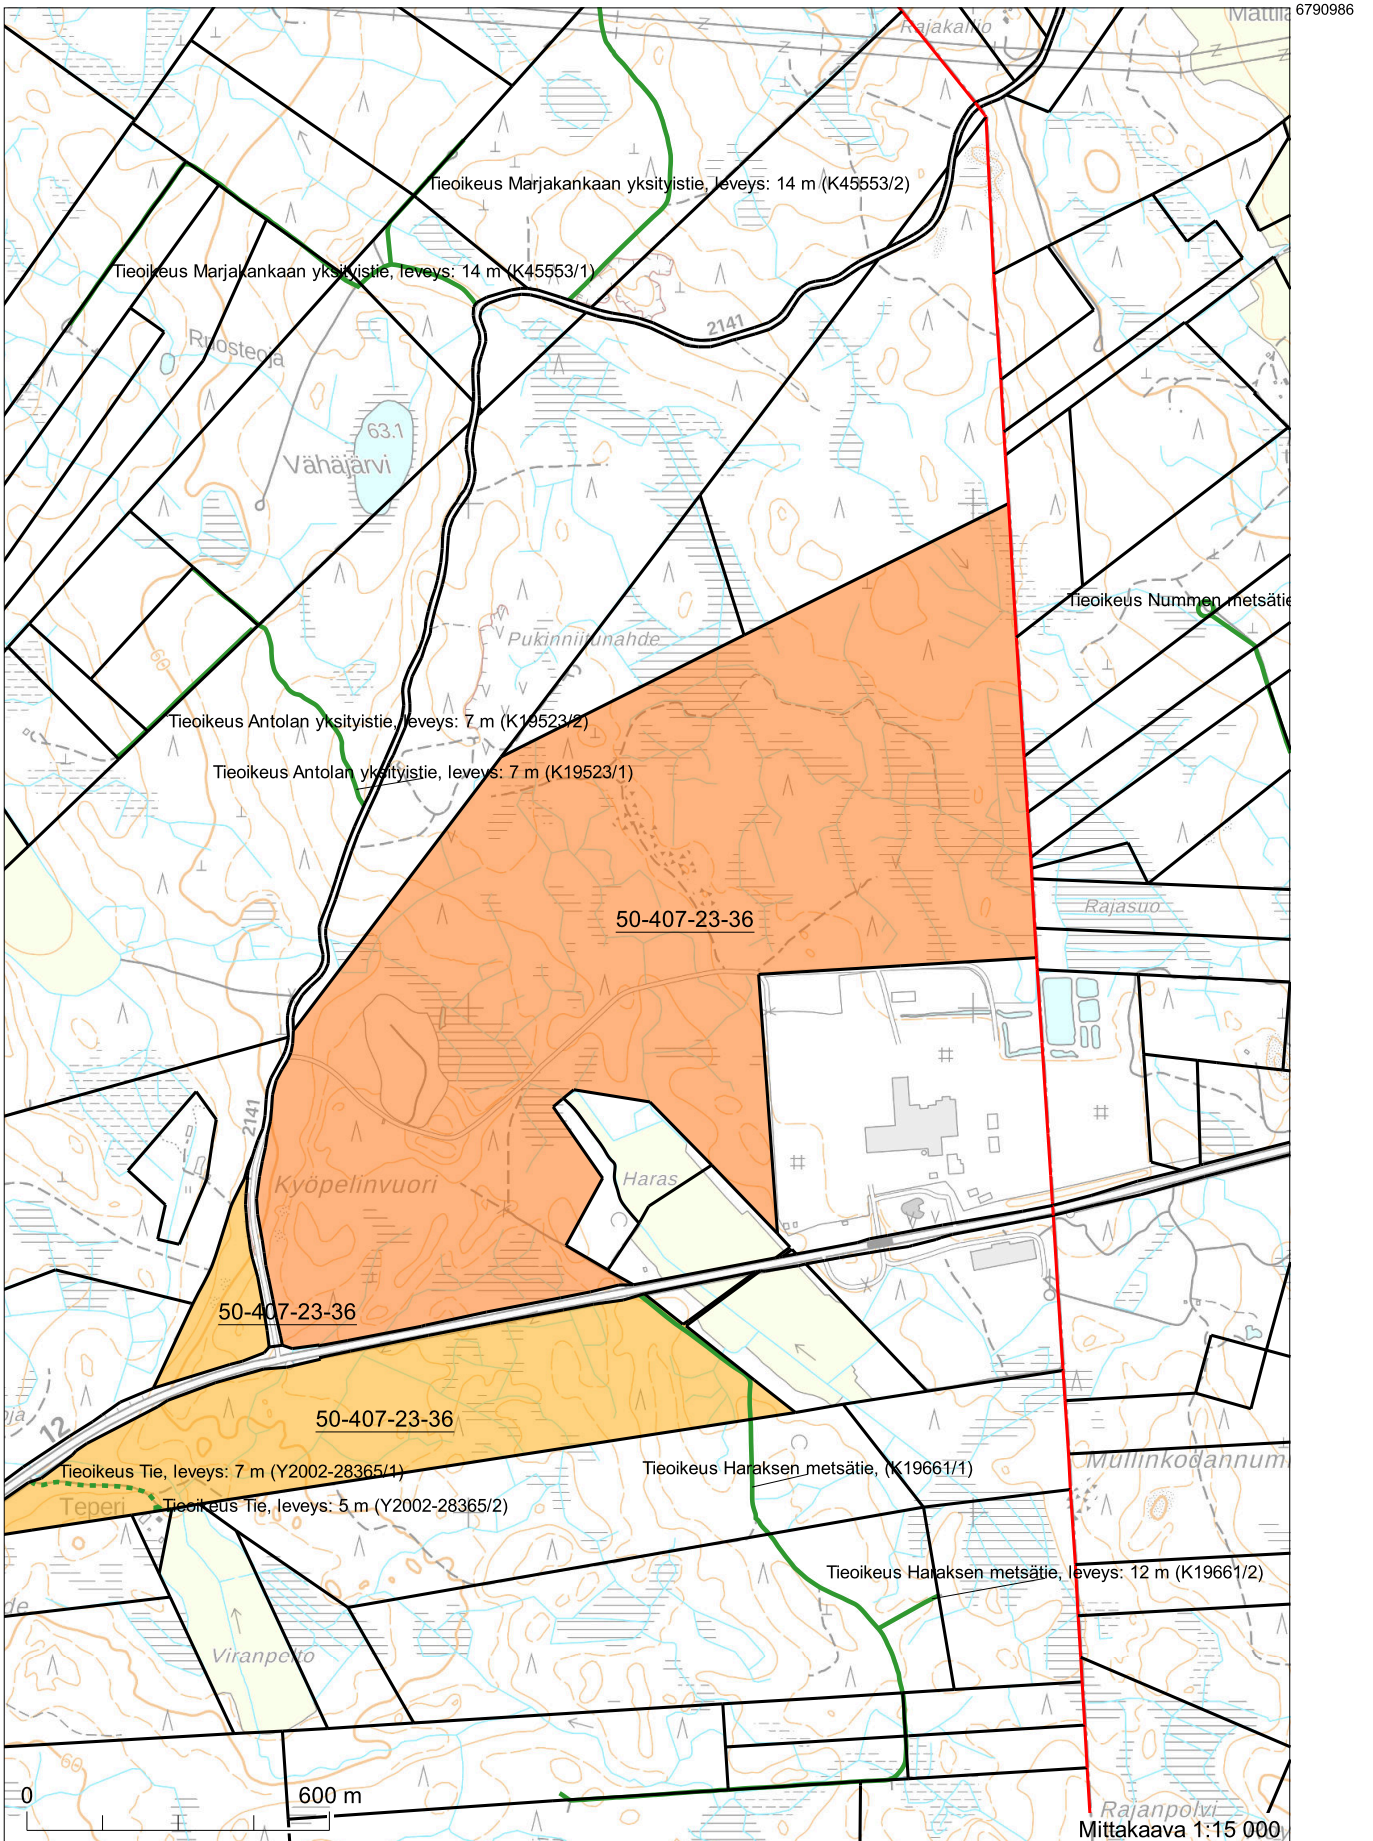 6790986
Mattila
Rajakallio
Tieoikeus Marjakankaan yksityistie, leveys: 14 m (K45553/2)
Tieoikeus Marjakankaan yksityistie, leveys: 14 m (K45553/1)
2141
Ruosteoja
63.1
Vähäjärvi
Tieoikeus Nummen metsätie
Pukinniitunahde
60
Tieoikeus Antolan yksityistie, leveys: 7 m (K19523/2)
Tieoikeus Antolan yksityistie, leveys: 7 m (K19523/1)
50-407-23-36
Rajasuo
2141
Kyöpelinvuori
Haras
50-407-23-36
50-407-23-36
oja
12
Tieoikeus Tie, leveys: 7 m (Y2002-28365/1)
Tieoikeus Haraksen metsätie, (K19661/1)
Mullinkodannummi
Teperi
Tieoikeus Tie, leveys: 5 m (Y2002-28365/2)
Tieoikeus Haraksen metsätie, leveys: 12 m (K19661/2)
de
Viranpelto
60
0
600 m
Rajanpolvi
Mittakaava 1:15 000